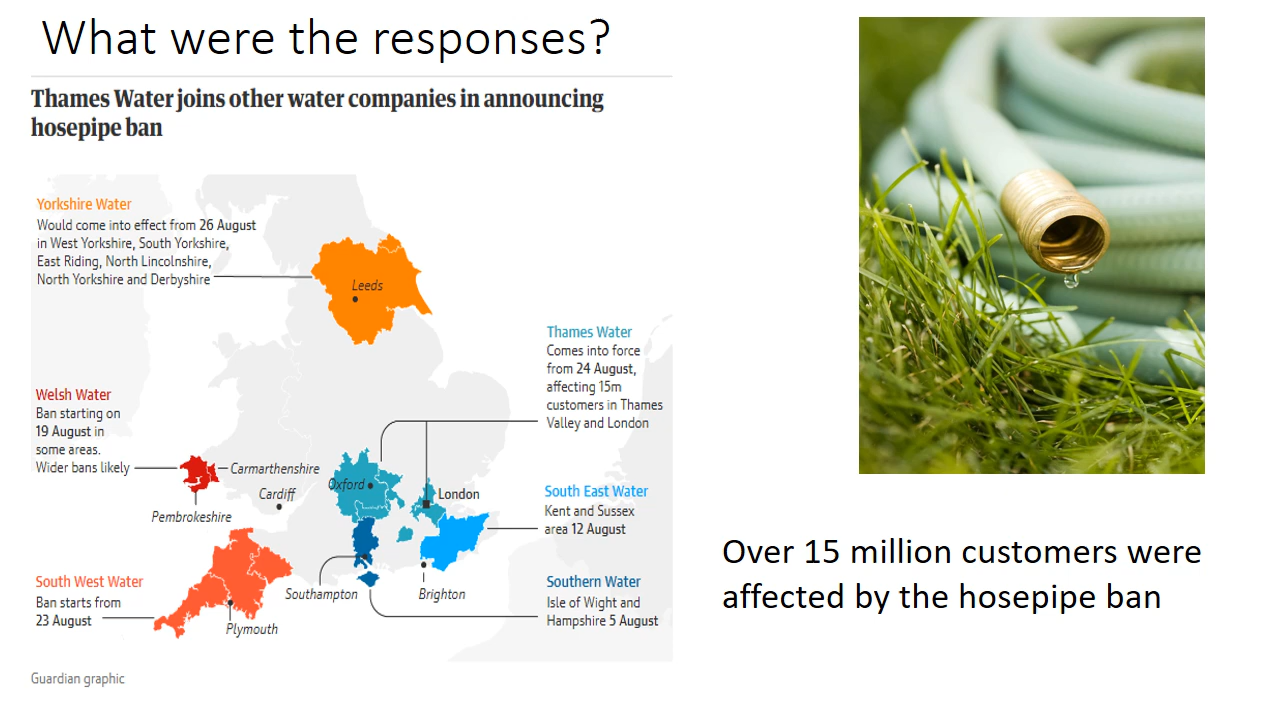 What were the responses?
Thames Water joins other water companies in announcing
hosepipe ban
Yorkshire Water
Would come into effect from 26 August
in West Yorkshire, South Yorkshire,
East Riding, North Lincolnshire,
North Yorkshire and Derbyshire
Leeds
Thames Water
Comes into force
from 24 August,
affecting 15m
customers in Thames
Valley and London
Welsh Water
Ban starting on
19 August in
some areas.
Wider bans likely
Carmarthenshire
Cardiff
Pembrokeshire
Oxford
London
South East Water
Kent and Sussex
area 12 August
South West Water
Ban starts from
23 August
Plymouth
Southampton
Brighton
Southern Water
Isle of Wight and
Hampshire 5 August
Guardian graphic
Over 15 million customers were
affected by the hosepipe ban